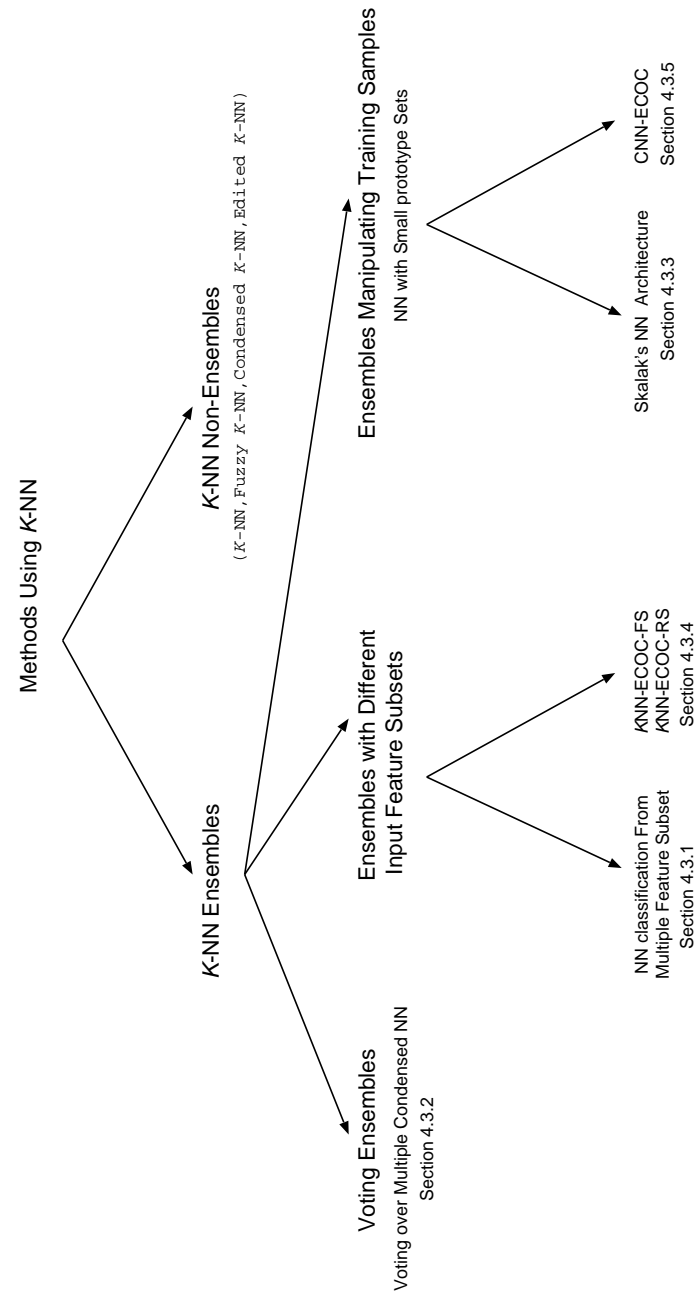 Methods Using K-NN
K-NN Ensembles
K-NN Non-Ensembles
(K-NN,Fuzzy K-NN,Condensed K-NN,Edited K-NN)
Voting Ensembles
Voting over Multiple Condensed NN
Section 4.3.2
Ensembles with Different
Input Feature Subsets
Ensembles Manipulating Training Samples
NN with Small prototype Sets
NN classification From
Multiple Feature Subset
Section 4.3.1
KNN-ECOC-FS
KNN-ECOC-RS
Section 4.3.4
Skalak's NN Architecture
Section 4.3.3
CNN-ECOC
Section 4.3.5